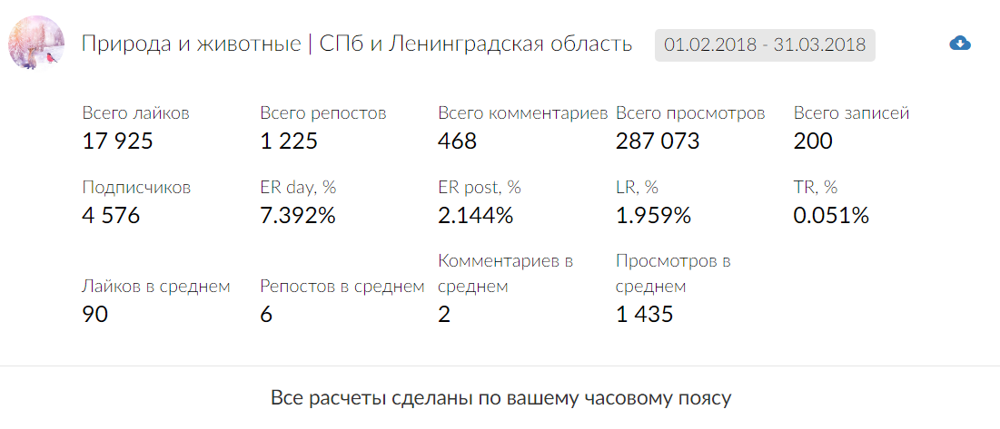 Природа и животные | СПб и Ленинградская область 01.02.2018 - 31.03.2018
Всего лайков Всего репостов Всего комментариев Всего просмотров Всего записей
17 925 1 225 468 287 073 200
Подписчиков ER day, % ER post, % LR, % TR, %
4 576 7.392% 2.144% 1.959% 0.051%
Комментариев в Просмотров в
Лайков в среднем Репостов в среднем среднем среднем
90 6 2 1 435
Все расчеты сделаны по вашему часовому поясу